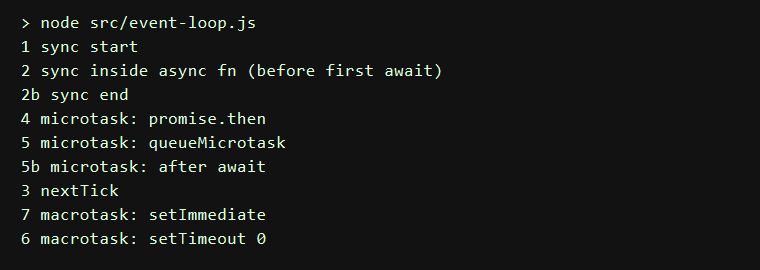 > node src/event-loop.js
1 sync start
2 sync inside async fn (before first await)
2b sync end
4 microtask: promise.then
5 microtask: queueMicrotask
5b microtask: after await
3 nextTick
7 macrotask: setImmediate
6 macrotask: setTimeout 0